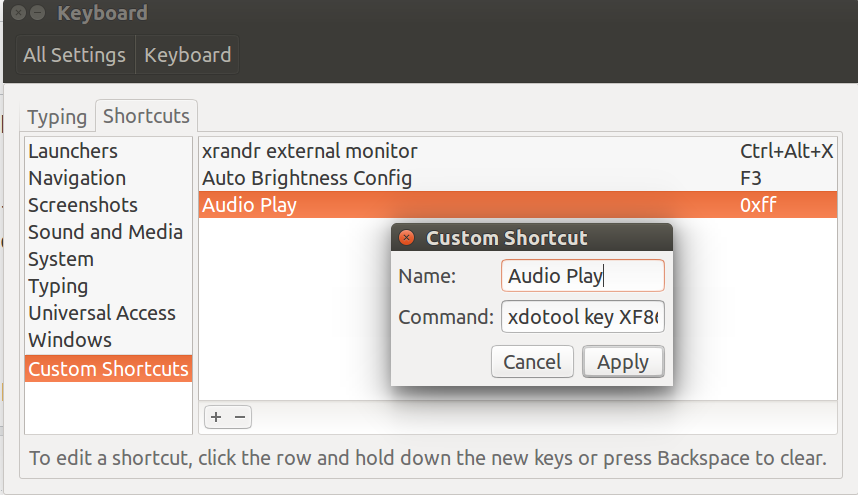 Keyboard
All Settings Keyboard
Typing Shortcuts
Launchers
Navigation
Screenshots
Sound and Media
System
Typing
Universal Access
Windows
Custom Shortcuts
xrandr external monitor Ctrl+Alt+X
Auto Brightness Config F3
Audio Play 0xff
Custom Shortcut
Name: Audio Play
Command: xdotool key XF86
Cancel Apply
+ −
To edit a shortcut, click the row and hold down the new keys or press Backspace to clear.